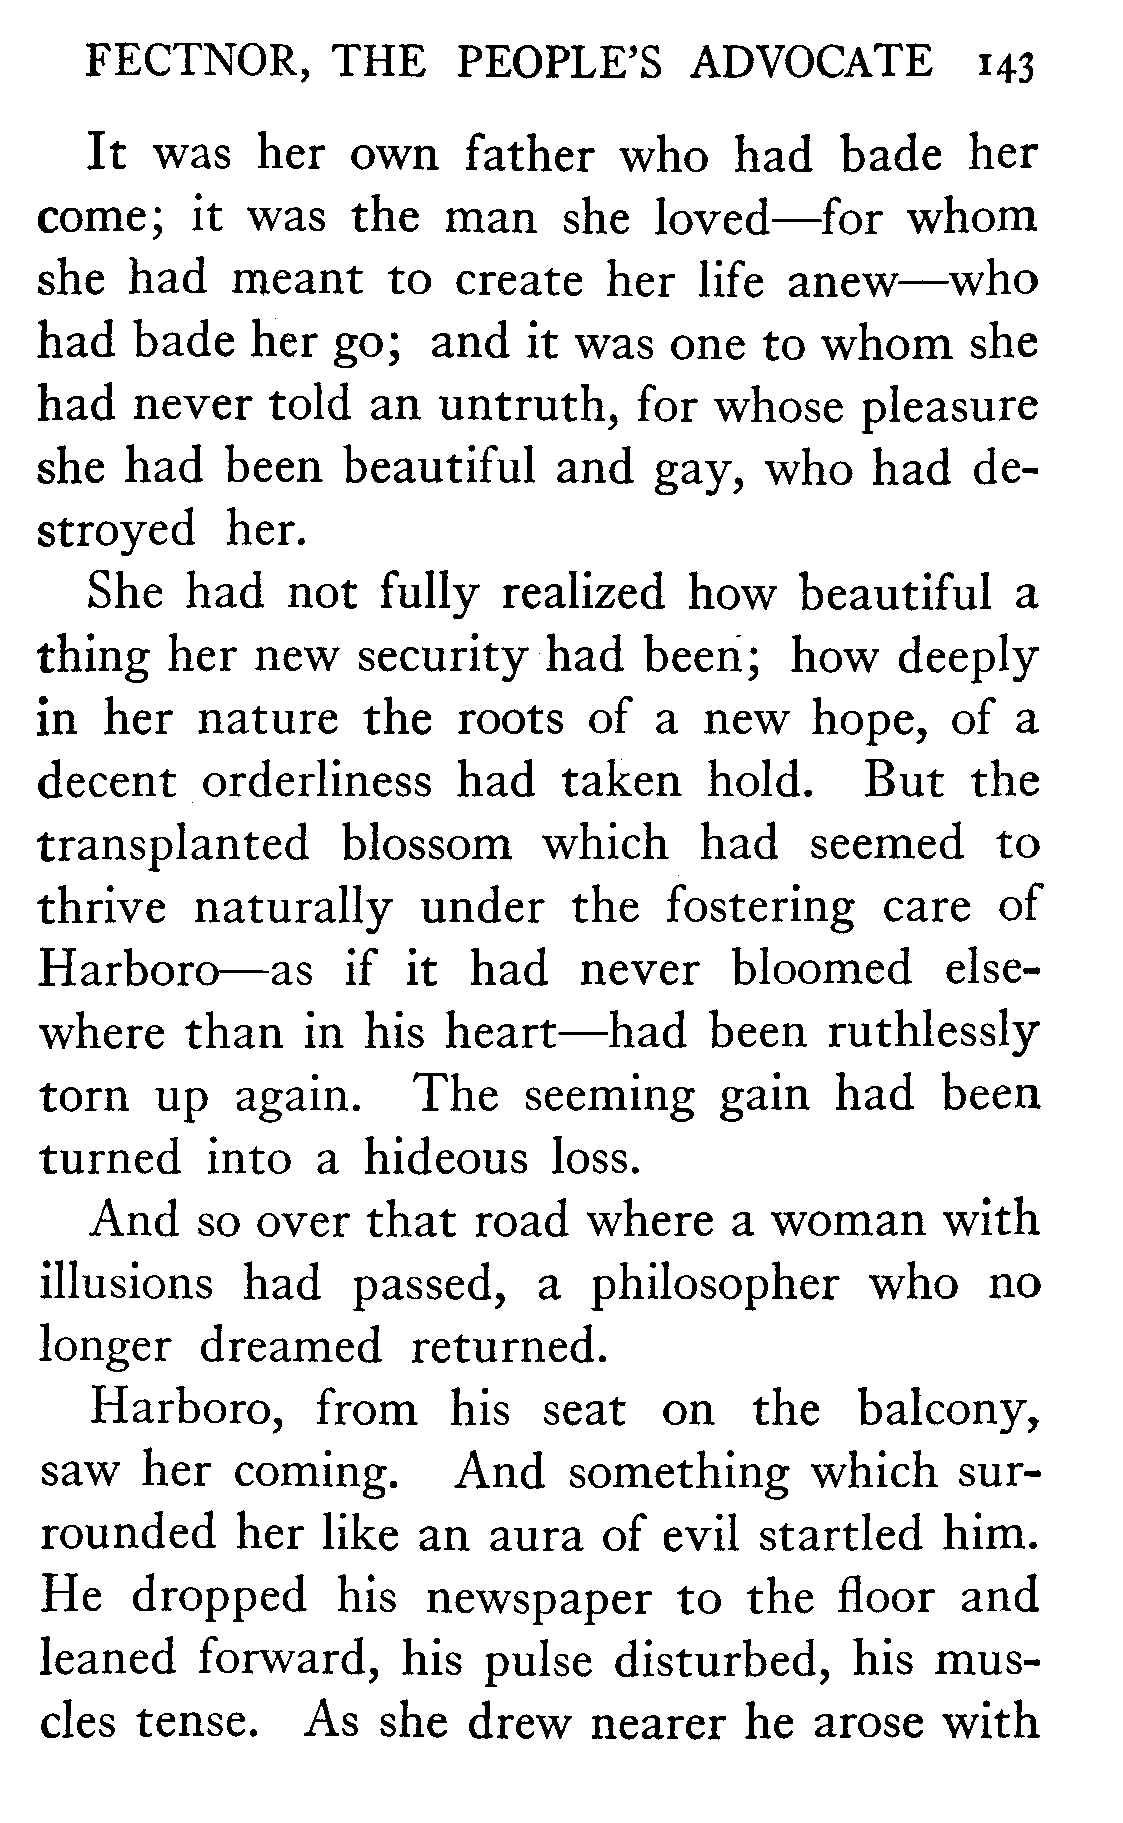 FECTNOR, THE PEOPLE'S ADVOCATE 143
It was her own father who had bade her
come; it was the man she loved—for whom
she had meant to create her life anew—who
had bade her go; and it was one to whom she
had never told an untruth, for whose pleasure
she had been beautiful and gay, who had de-
stroyed her.
She had not fully realized how beautiful a
thing her new security had been; how deeply
in her nature the roots of a new hope, of a
decent orderliness had taken hold. But the
transplanted blossom which had seemed to
thrive naturally under the fostering care of
Harboro—as if it had never bloomed else-
where than in his heart—had been ruthlessly
torn up again. The seeming gain had been
turned into a hideous loss.
And so over that road where a woman with
illusions had passed, a philosopher who no
longer dreamed returned.
Harboro, from his seat on the balcony,
saw her coming. And something which sur-
rounded her like an aura of evil startled him.
He dropped his newspaper to the floor and
leaned forward, his pulse disturbed, his mus-
cles tense. As she drew nearer he arose with